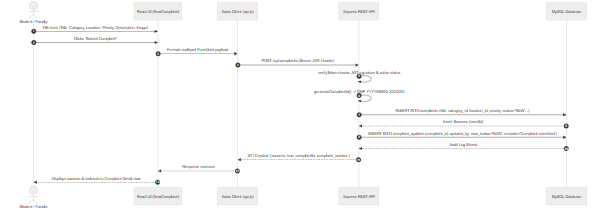 Student / Faculty
React UI (NewComplaint)
Axios Client (api.js)
Express REST API
MySQL Database
Fills form (Title, Category, Location, Priority, Description, Image)
Clicks "Submit Complaint"
Formats multipart FormData payload
POST /api/complaints (Bearer JWT Header)
verifyToken checks JWT signature & active status
generateComplaintId() -> CMP-YYYYMMDD-XXXXXX
INSERT INTO complaints (title, category_id, location_id, priority, status='NEW'...)
Insert Success (insertId)
INSERT INTO complaint_updates (complaint_id, updated_by, new_status='NEW', remarks='Complaint submitted')
Audit Log Stored
201 Created { success: true, complaintId, complaint_number }
Response received
Displays success & redirects to Complaint Detail view
Student / Faculty
React UI (NewComplaint)
Axios Client (api.js)
Express REST API
MySQL Database